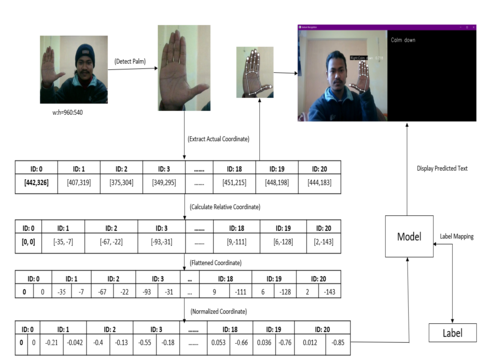 (Detect Palm)
Calm down
w:h=960:540
(Extract Actual Coordinate)
ID: 0 ID: 1 ID: 2 ID: 3 ....... ID: 18 ID: 19 ID: 20
[442,326] [407,319] [375,304] [349,295] ....... [451,215] [448,198] [444,183]
Display Predicted Text
(Calculate Relative Coordinate)
ID: 0 ID: 1 ID: 2 ID: 3 ....... ID: 18 ID: 19 ID: 20
[0, 0] [-35, -7] [-67, -22] [-93,-31] ....... [9,-111] [6,-128] [2,-143]
Model
Label Mapping
(Flattened Coordinate)
ID: 0 ID: 1 ID: 2 ID: 3 ... ID: 18 ID: 19 ID: 20
0 0 -35 -7 -67 -22 -93 -31 ... 9 -111 6 -128 2 -143
(Normalized Coordinate)
ID: 0 ID: 1 ID: 2 ID: 3 ....... ID: 18 ID: 19 ID: 20
0 0 -0.21 -0.042 -0.4 -0.13 -0.55 -0.18 ....... 0.053 -0.66 0.036 -0.76 0.012 -0.85
Label